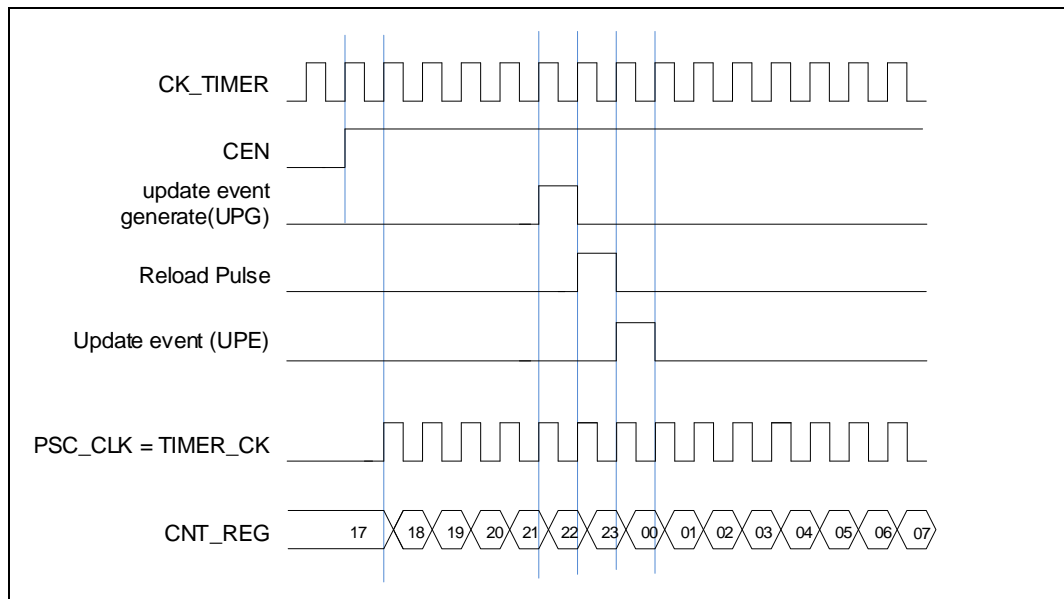 CK_TIMER
CEN
update event
generate(UPG)
Reload Pulse
Update event (UPE)
PSC_CLK = TIMER_CK
CNT_REG 17 18 19 20 21 22 23 00 01 02 03 04 05 06 07